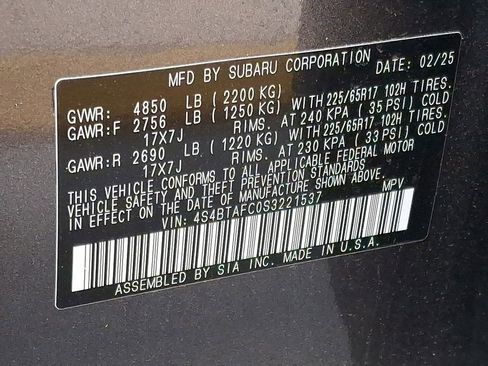 MFD BY SUBARU CORPORATION DATE: 02/25
GVWR: 4850 LB ( 2200 KG)
GAWR:F 2756 LB ( 1250 KG) WITH 225/65R17 102H TIRES.
17X7J RIMS. AT 240 KPA ( 35 PSI) COLD
GAWR:R 2690 LB ( 1220 KG) WITH 225/65R17 102H TIRES.
17X7J RIMS. AT 230 KPA ( 33 PSI) COLD
THIS VEHICLE CONFORMS TO ALL APPLICABLE FEDERAL MOTOR
VEHICLE SAFETY AND THEFT PREVENTION STANDARDS
IN EFFECT ON THE DATE OF MANUFACTURE SHOWN ABOVE.
VIN: 4S4BTAFC0S3221537 MPV
ASSEMBLED BY SIA INC. MADE IN U.S.A.